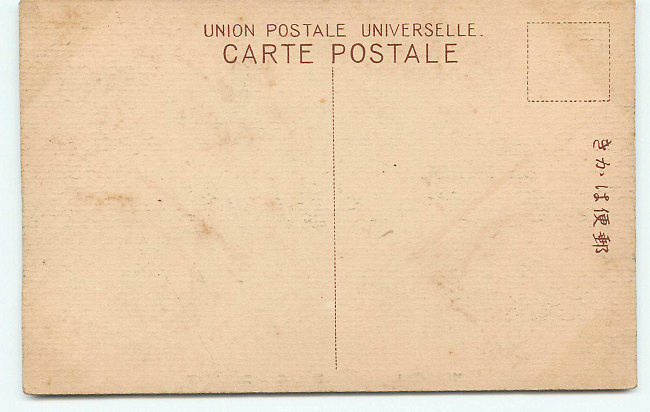 UNION POSTALE UNIVERSELLE.
CARTE POSTALE
きかは便郵